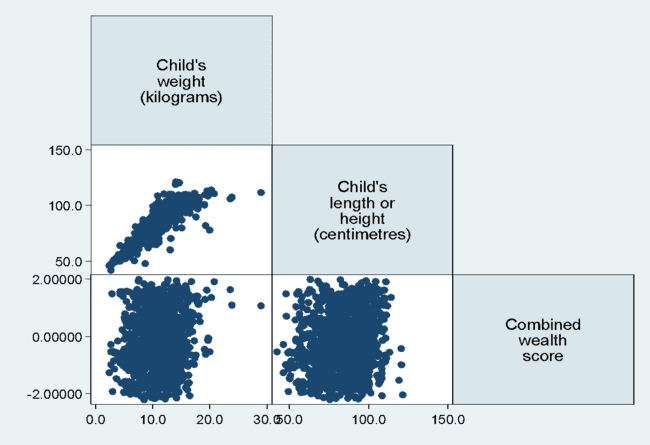 Child's
weight
(kilograms)
150.0
100.0
50.0
Child's
length or
height
(centimetres)
2.00000
0.00000
-2.00000
Combined
wealth
score
0.0 10.0 20.0 30.0 50.0 100.0 150.0